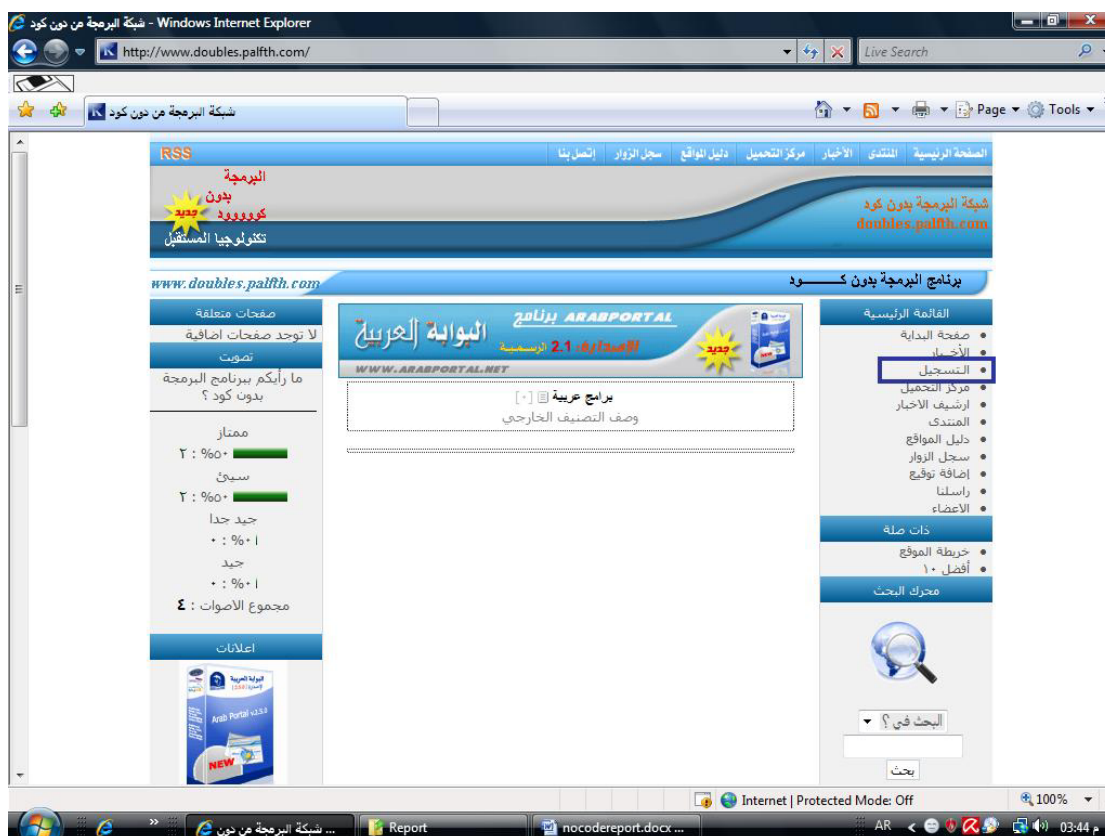 شبكة البرمجة من دون كود - Windows Internet Explorer
http://www.doubles.palfth.com/
Live Search
شبكة البرمجة من دون كود
Page
Tools
الصفحة الرئيسية المنتدى الأخبار مركز التحميل دليل المواقع سجل الزوار إتصل بنا
RSS
شبكة البرمجة بدون كود
doubles.palfth.com
البرمجة
بدون
كوووود
جديد
تكنولوجيا المستقبل
برنامج البرمجة بدون كـــــــود
www.doubles.palfth.com
القائمة الرئيسية
صفحة البداية
الأخـبار
التسجيل
مركز التحميل
ارشيف الاخبار
المنتدى
دليل المواقع
سجل الزوار
إضافة توقيع
راسلنا
الاعضاء
ذات صلة
خريطة الموقع
أفضل ١٠
محرك البحث
البحث في ؟
بحث
ARABPORTAL برنامج
البوابة العربية
الإصدارة 2.1 الرسمية
جديد
WWW.ARABPORTAL.NET
برامج عربية [٠]
وصف التصنيف الخارجي
صفحات متعلقة
لا توجد صفحات اضافية
تصويت
ما رأيكم ببرنامج البرمجة
بدون كود ؟
ممتاز
٥٠% : ٢
سيئ
٥٠% : ٢
جيد جدا
٠% : ٠
جيد
٠% : ٠
مجموع الاصوات : ٤
اعلانات
البوابة العربية
Arab Portal v2.5.0
NEW
Internet | Protected Mode: Off
100%
شبكة البرمجة من دون ...
Report
nocodereport.docx ...
AR
03:44 م